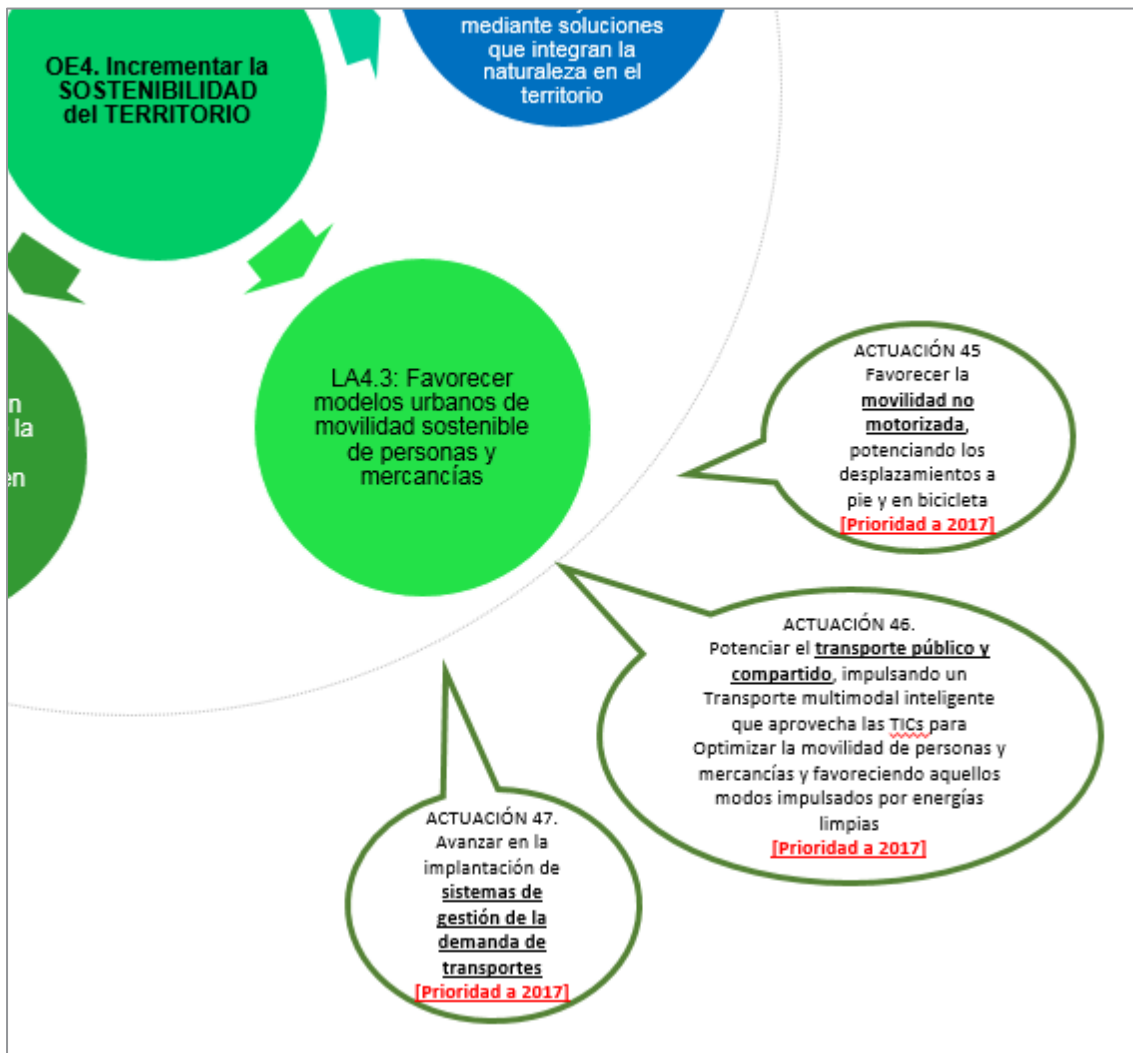 mediante soluciones
que integran la
naturaleza en el
territorio
OE4. Incrementar la
SOSTENIBILIDAD
del TERRITORIO
la
LA4.3: Favorecer
modelos urbanos de
movilidad sostenible
de personas y
mercancías
ACTUACIÓN 45
Favorecer la
movilidad no
motorizada,
potenciando los
desplazamientos a
pie y en bicicleta
[Prioridad a 2017]
ACTUACIÓN 46.
Potenciar el transporte público y
compartido, impulsando un
Transporte multimodal inteligente
que aprovecha las TICs para
Optimizar la movilidad de personas y
mercancías y favoreciendo aquellos
modos impulsados por energías
limpias
[Prioridad a 2017]
ACTUACIÓN 47.
Avanzar en la
implantación de
sistemas de
gestión de la
demanda de
transportes
[Prioridad a 2017]